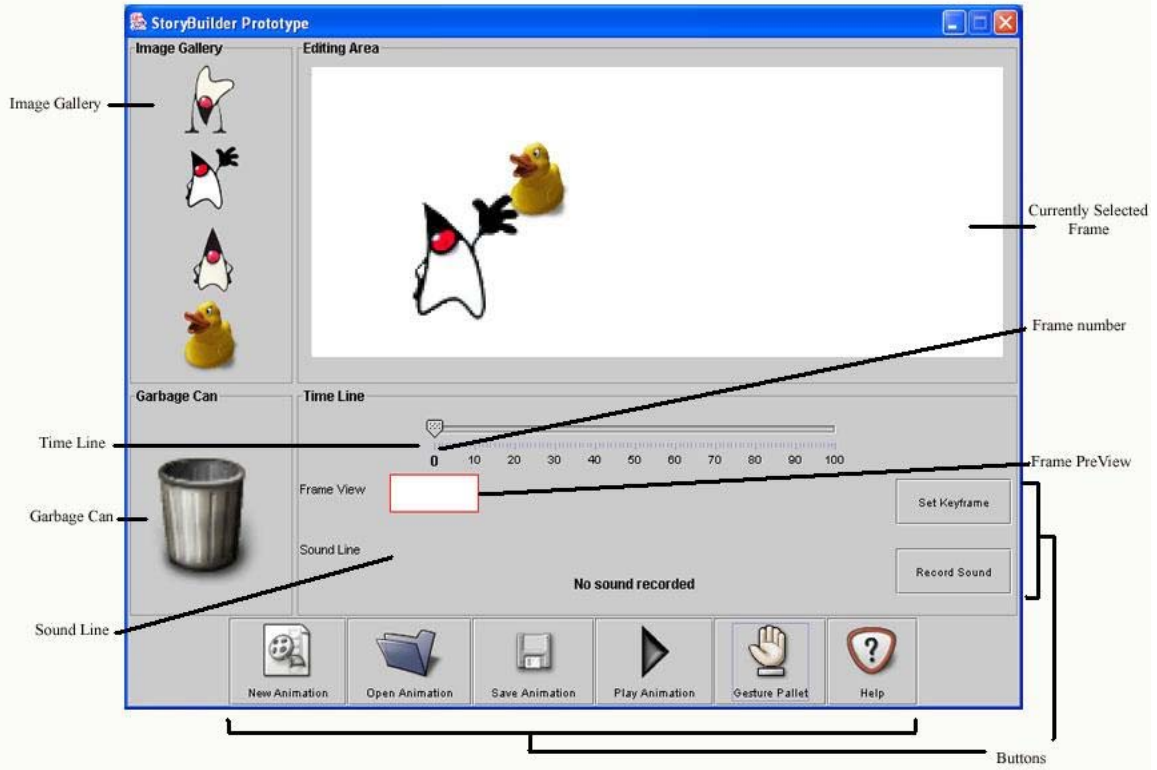 StoryBuilder Prototype
Image Gallery
Editing Area
Image Gallery
Currently Selected
Frame
Frame number
Garbage Can
Time Line
Time Line
0 10 20 30 40 50 60 70 80 90 100
Frame PreView
Frame View
Set Keyframe
Garbage Can
Sound Line
Record Sound
No sound recorded
Sound Line
New Animation
Open Animation
Save Animation
Play Animation
Gesture Pallet
?
Help
Buttons